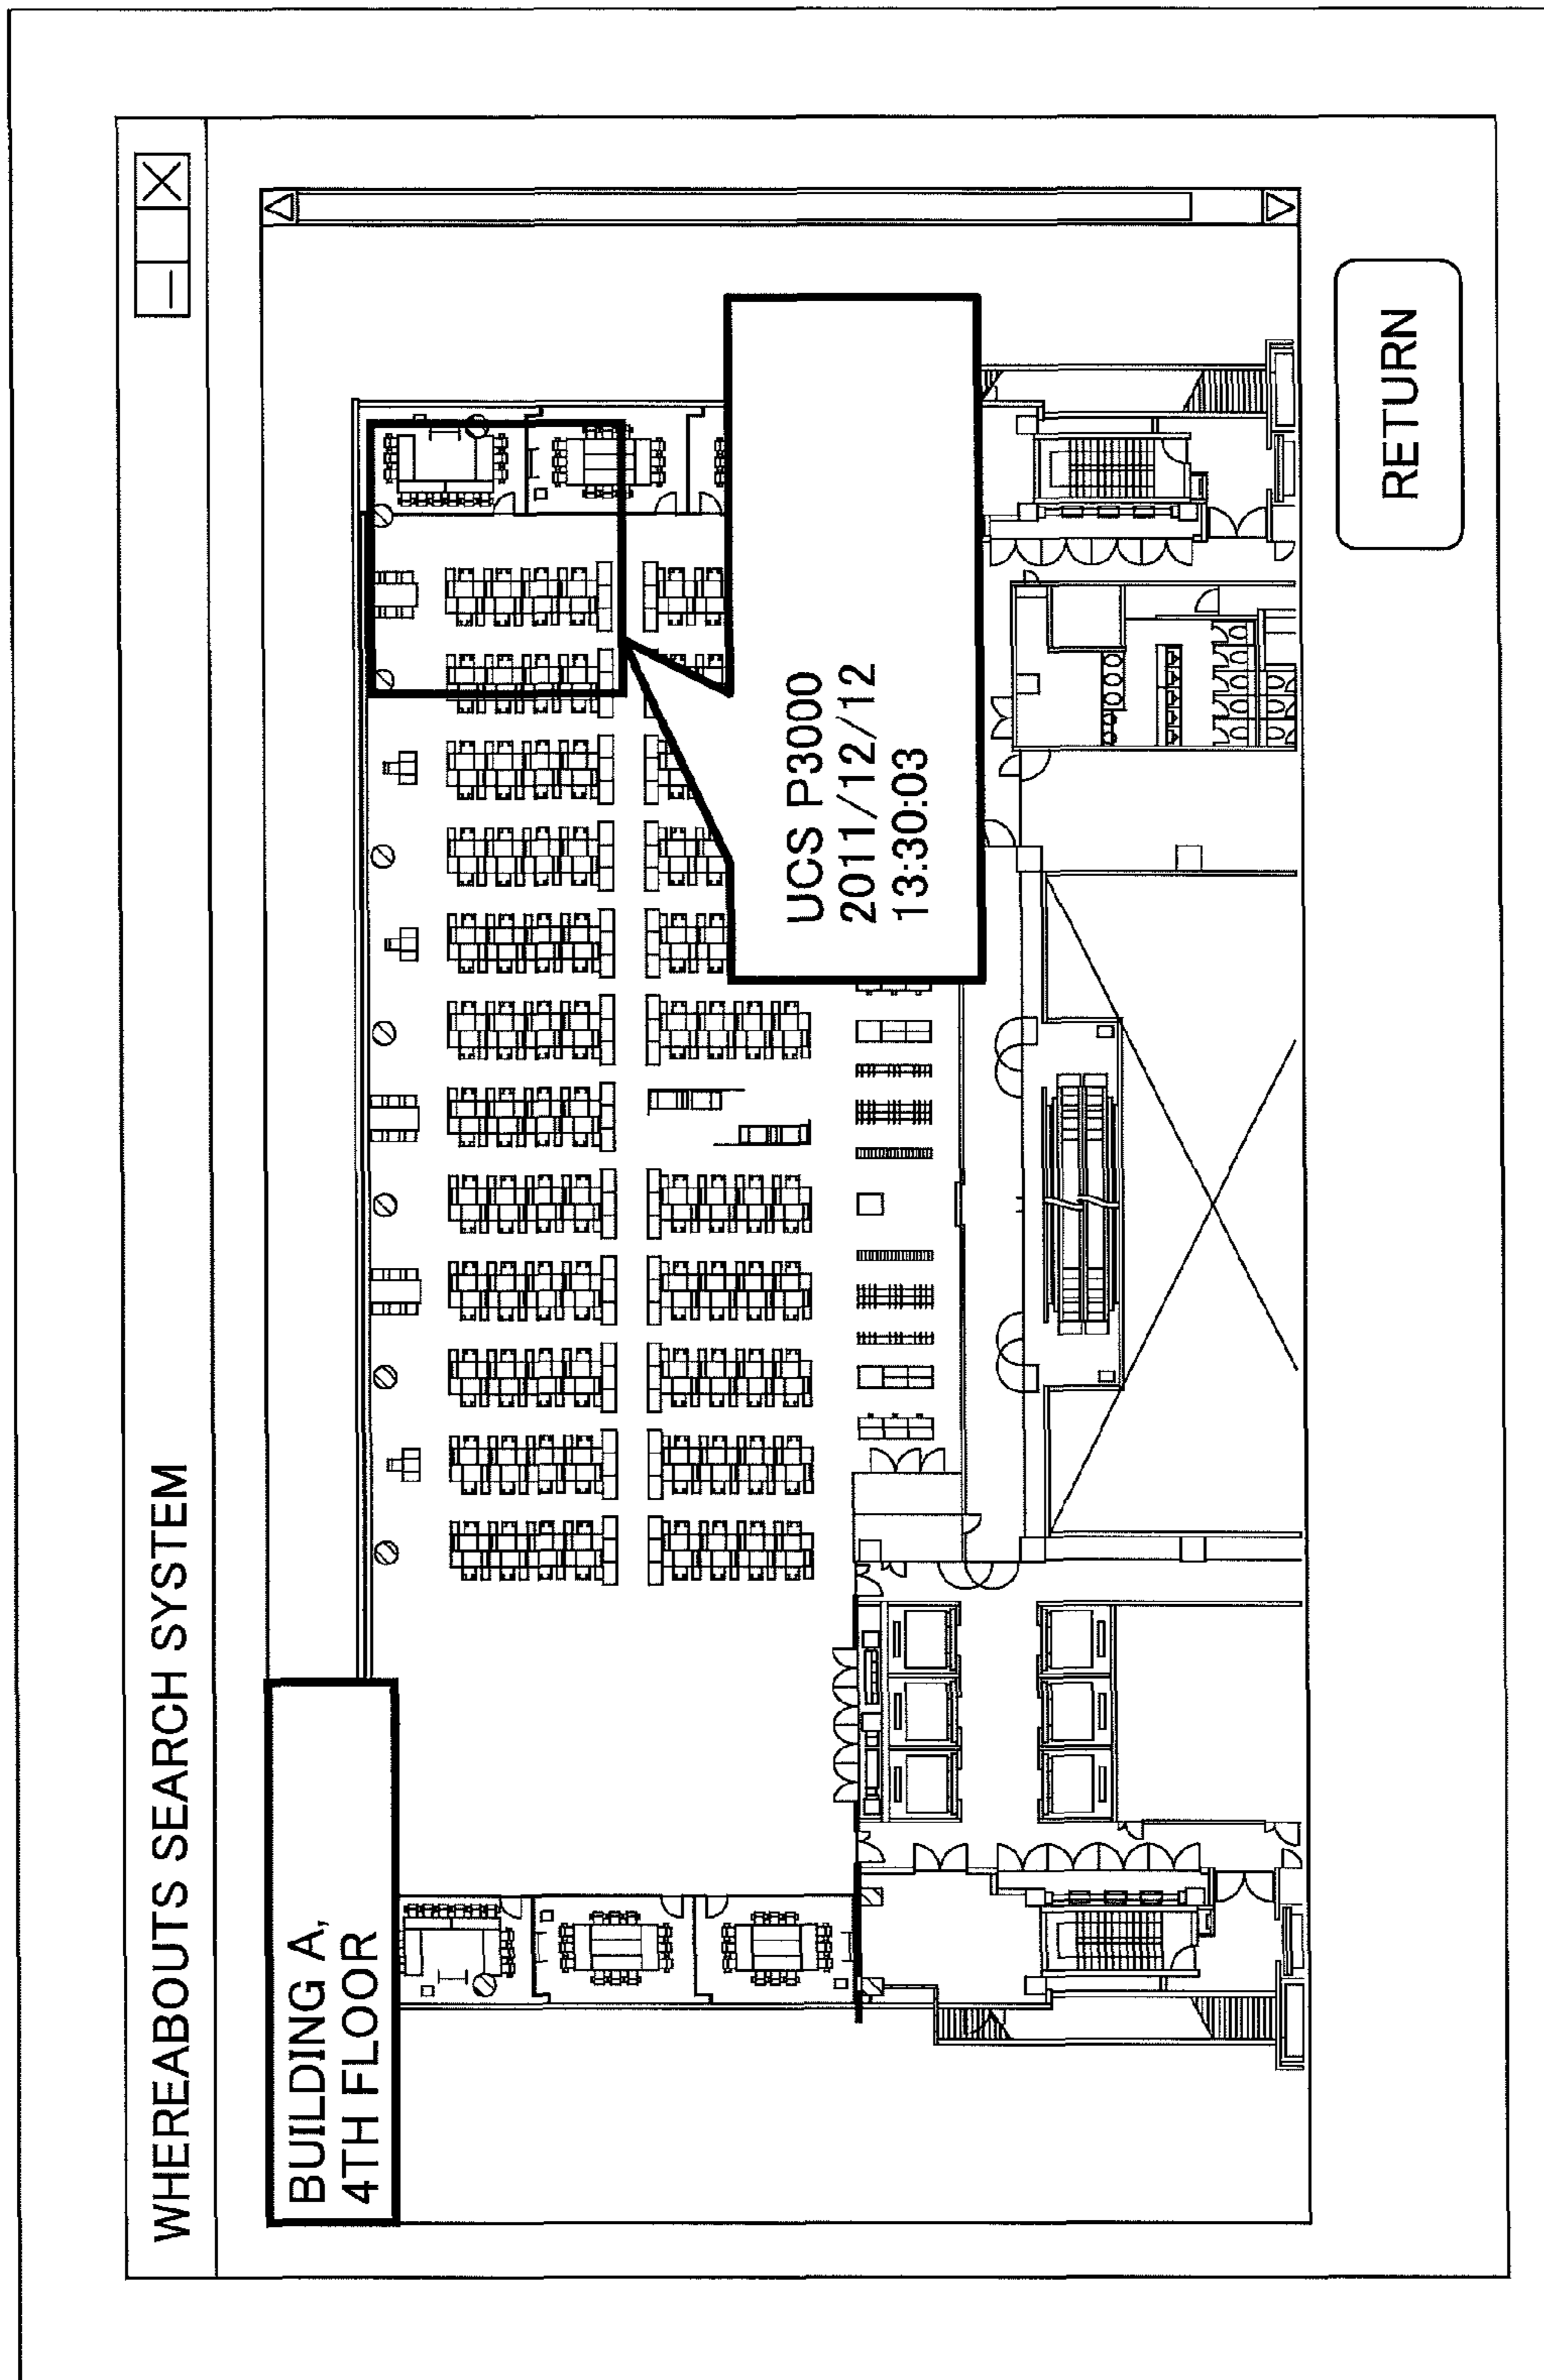 WHEREABOUTS SEARCH SYSTEM
BUILDING A,
4TH FLOOR
UCS P3000
2011/12/12
13:30:03
RETURN